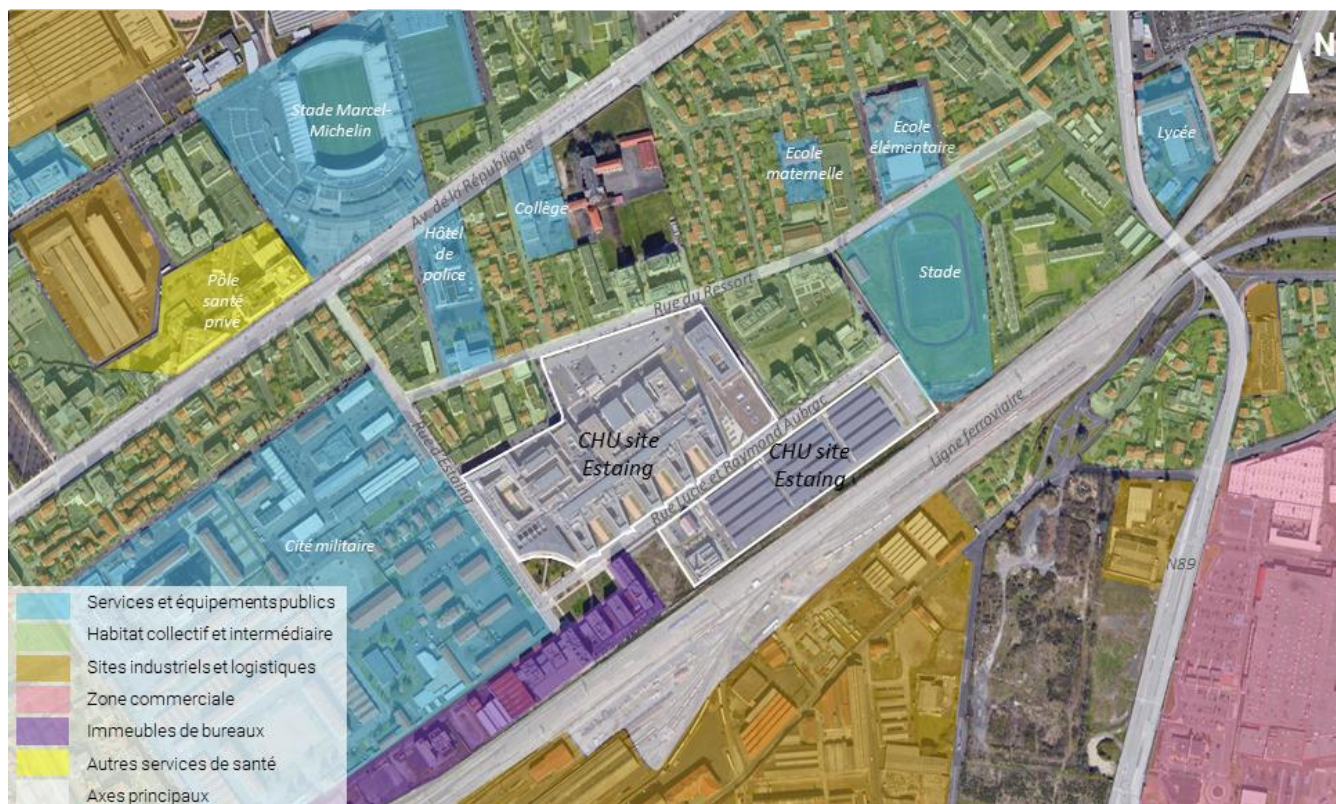 N
Stade Marcel-
Michelin
Av. de la République
Collège
Ecole
maternelle
Ecole
élémentaire
Lycée
Hôtel
de
police
Pôle
santé
privé
Stade
Rue du Ressort
Rue d'Estaing
CHU site
Estaing
Rue Lucie et Raymond Aubrac
CHU site
Estaing
Ligne ferroviaire
Cité militaire
N89
Services et équipements publics
Habitat collectif et intermédiaire
Sites industriels et logistiques
Zone commerciale
Immeubles de bureaux
Autres services de santé
Axes principaux